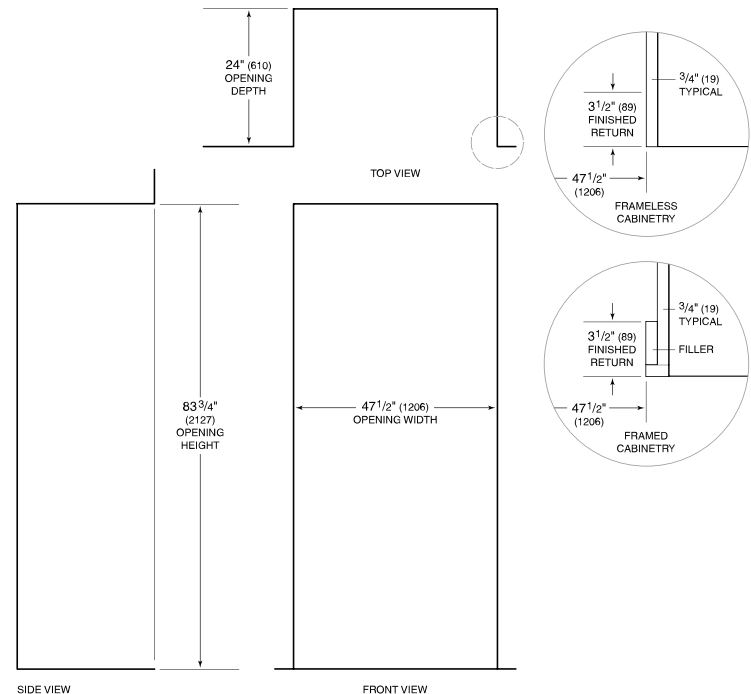 24" (610)
OPENING
DEPTH
TOP VIEW
3/4" (19)
TYPICAL
3 1/2" (89)
FINISHED
RETURN
47 1/2"
(1206)
FRAMELESS
CABINETRY
3/4" (19)
TYPICAL
3 1/2" (89)
FINISHED
RETURN
FILLER
47 1/2"
(1206)
FRAMED
CABINETRY
83 3/4"
(2127)
OPENING
HEIGHT
47 1/2" (1206)
OPENING WIDTH
SIDE VIEW
FRONT VIEW